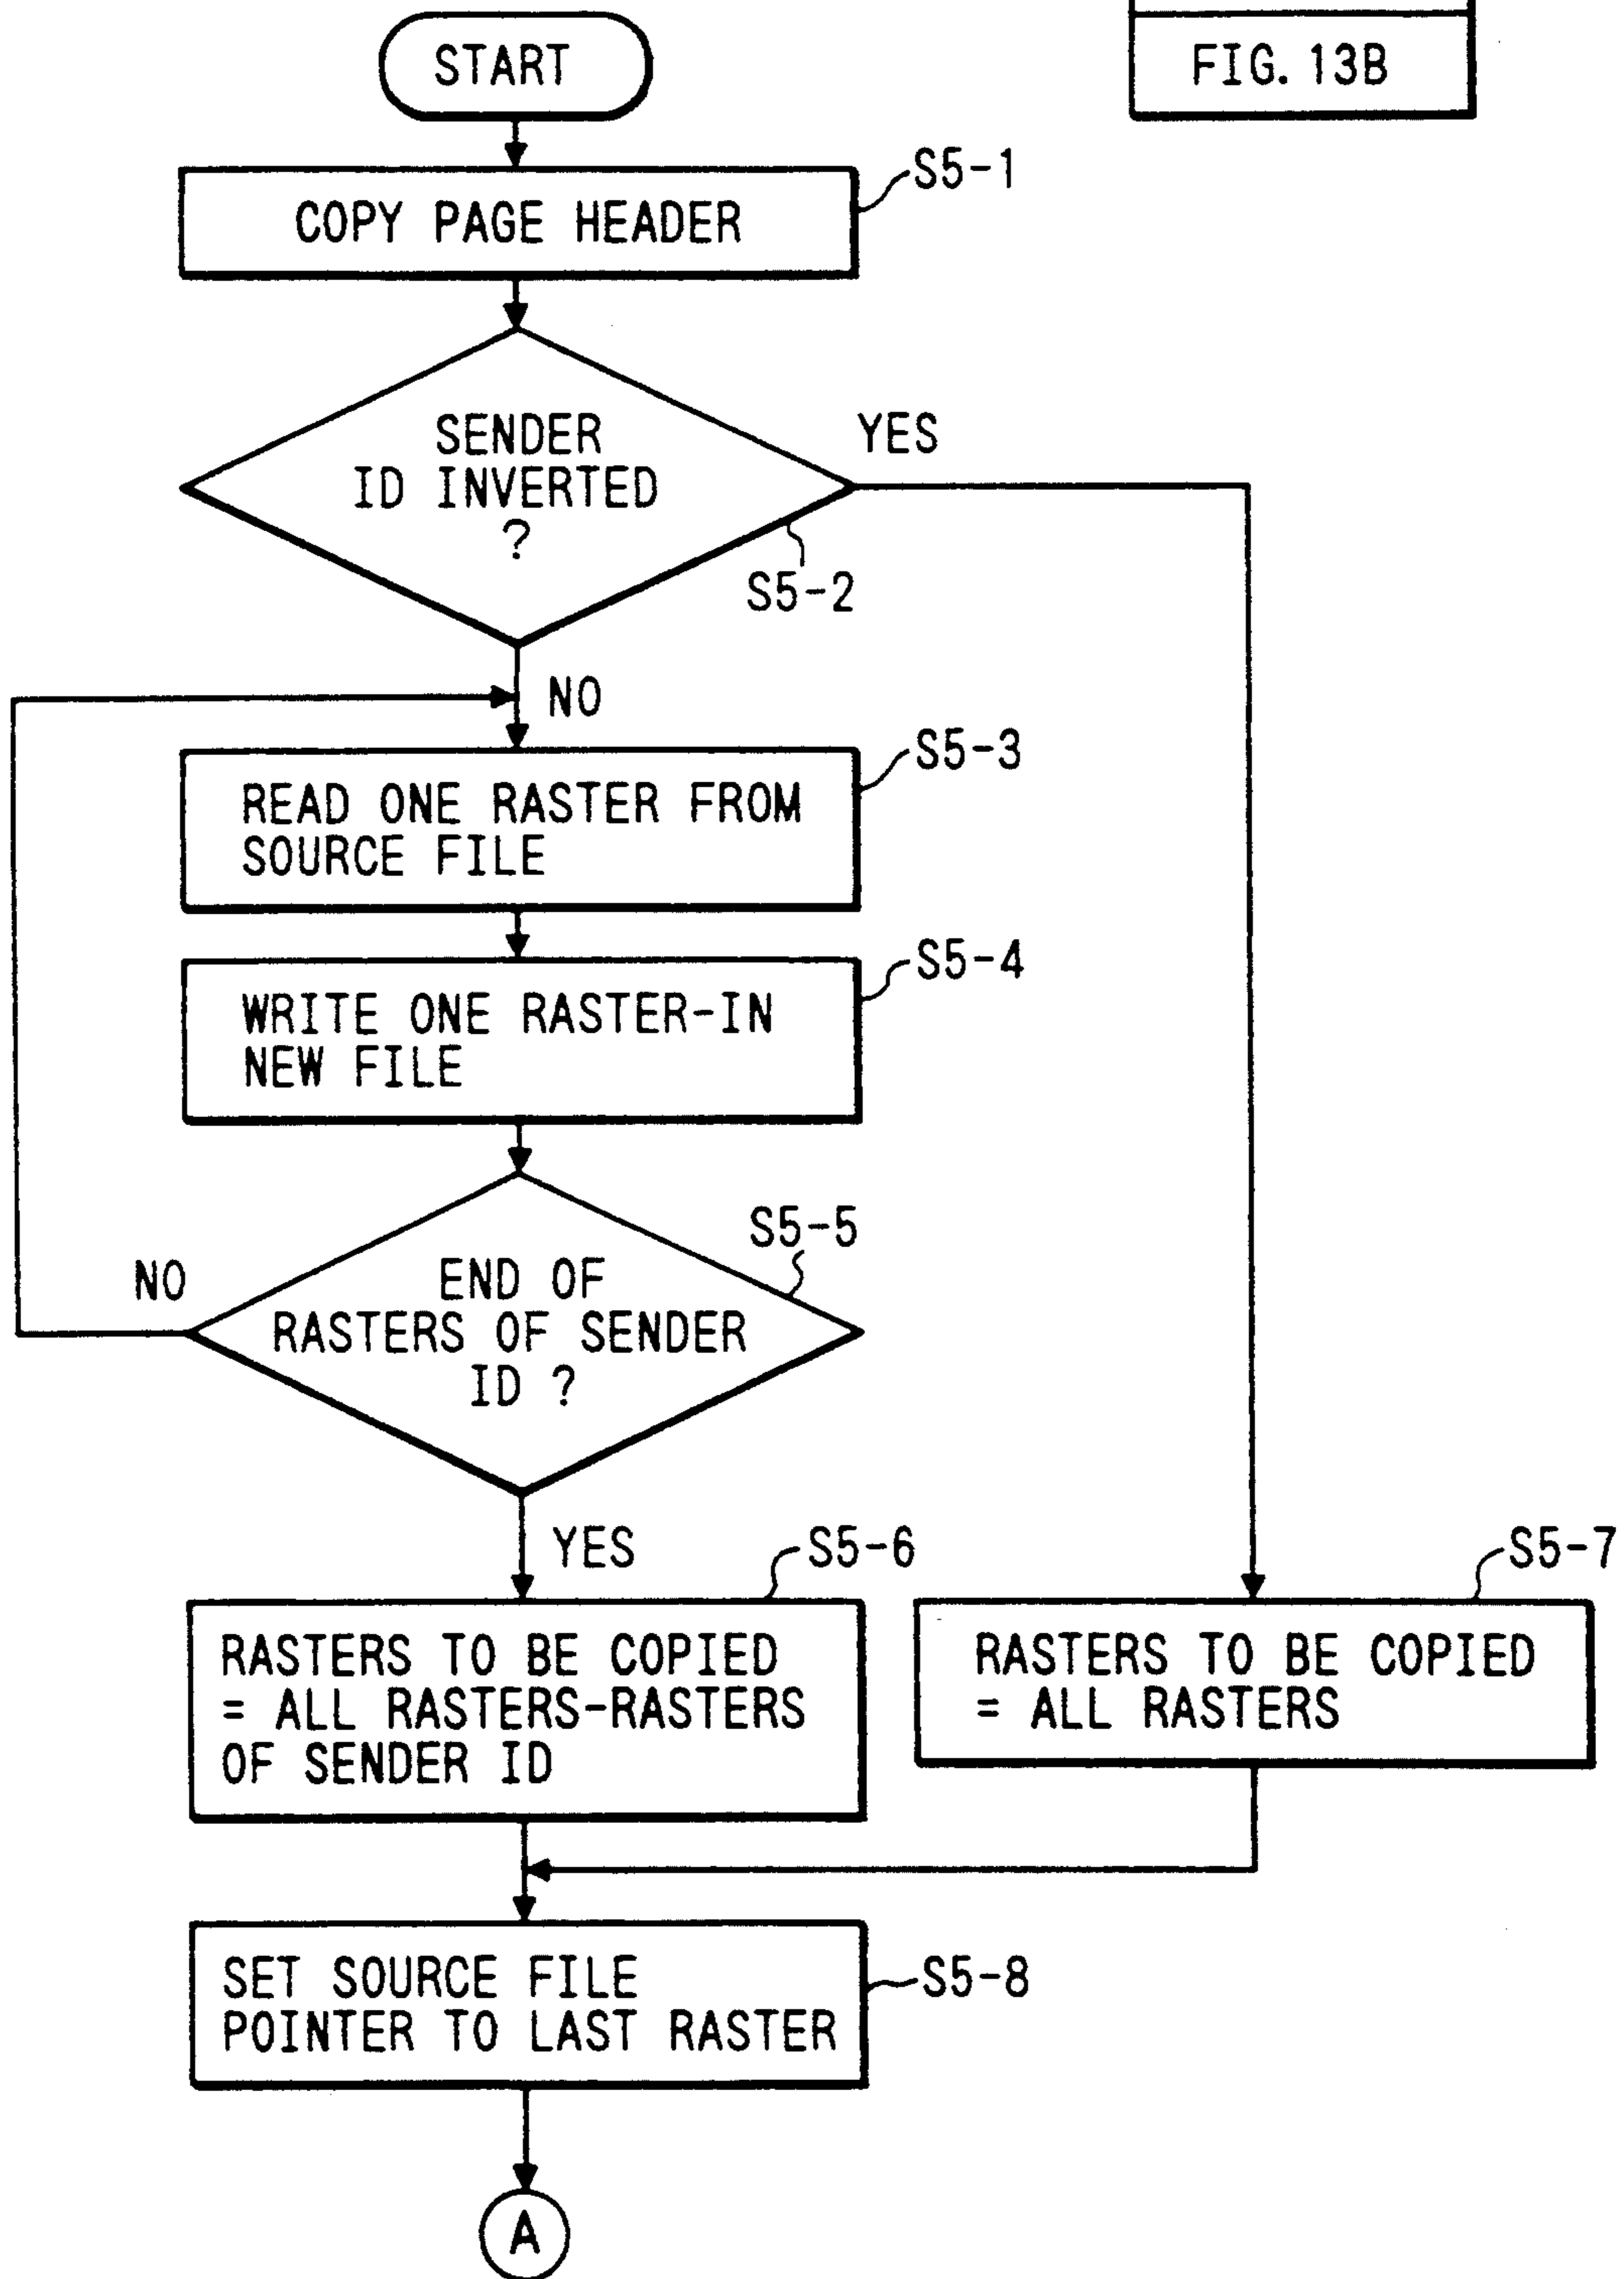 FIG. 13B
START
S5-1
COPY PAGE HEADER
SENDER
ID INVERTED
?
YES
S5-2
NO
S5-3
READ ONE RASTER FROM
SOURCE FILE
S5-4
WRITE ONE RASTER-IN
NEW FILE
S5-5
END OF
RASTERS OF SENDER
ID ?
NO
YES
S5-6
RASTERS TO BE COPIED
= ALL RASTERS-RASTERS
OF SENDER ID
S5-7
RASTERS TO BE COPIED
= ALL RASTERS
S5-8
SET SOURCE FILE
POINTER TO LAST RASTER
A